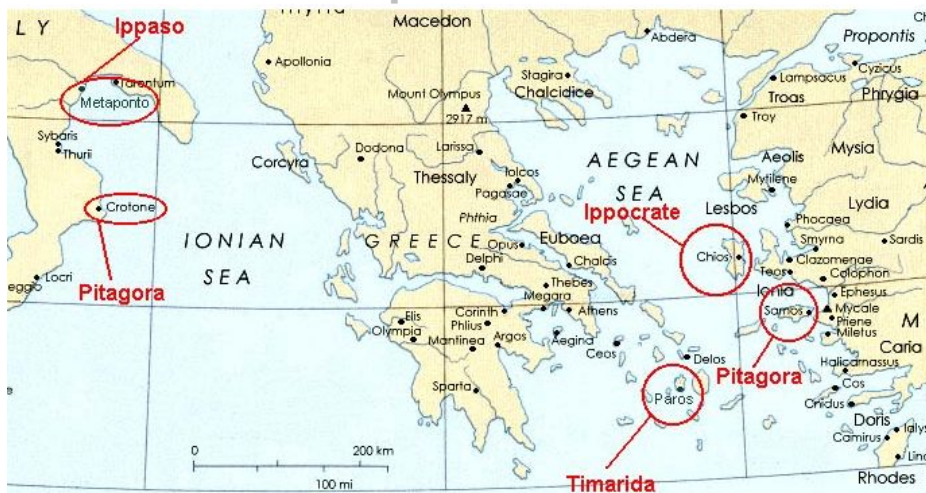 Macedon
Abdera
Propontis
L Y
Ippaso
Apollonia
Stagira
Chalcidice
Lampsacus
Cyzicus
Tarentum
Metaponto
Mount Olympus
2917 m
Troas
Phrygia
Troy
Sybaris
Thurii
Corcyra
Dodona
Larissa
Thessaly
AEGEAN
SEA
Aeolis
Mysia
Mytilene
Iolcos
Pagasae
Lesbos
Lydia
Crotone
Phthia
Ippocrate
Phocaea
IONIAN
SEA
GREECE
Opus
Euboea
Chios
Smyrna
Sardis
Clazomenae
Delphi
Chalcis
Teos
Colophon
Locri
eggio
Pitagora
Thebes
Ionia
Ephesus
Megara
Samos
Mycale
Elis
Corinth
Athens
Priene
Olympia
Phlius
Miletus
M
Mantinea
Argos
Aegina
Ceos
Delos
Pitagora
Caria
Halicarnassus
Sparta
Paros
Cos
Cnidus
Doris
Ialys
Camirus
Lind
0
200 km
100 mi
Timarida
Rhodes